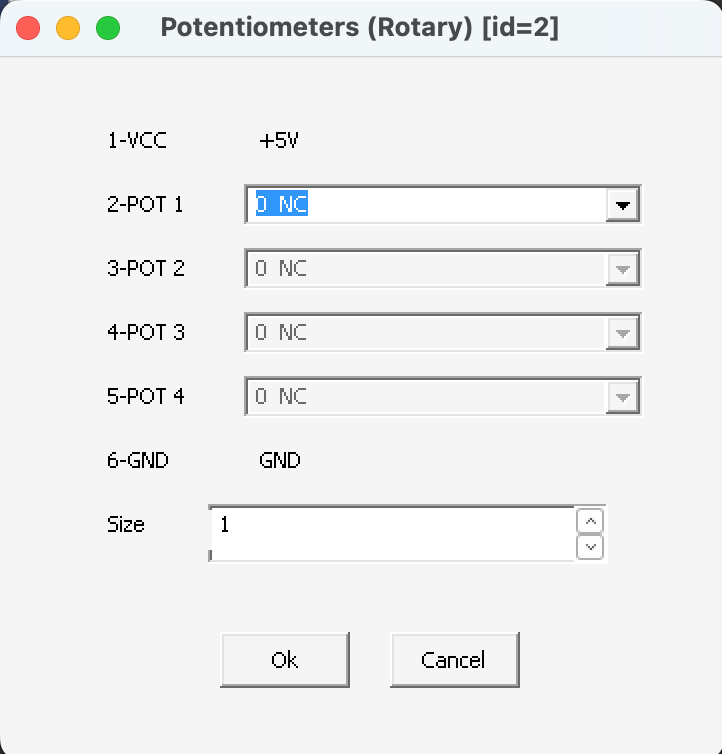 Potentiometers (Rotary) [id=2]
1-VCC +5V
2-POT 1 0 NC
3-POT 2 0 NC
4-POT 3 0 NC
5-POT 4 0 NC
6-GND GND
Size 1
Ok Cancel